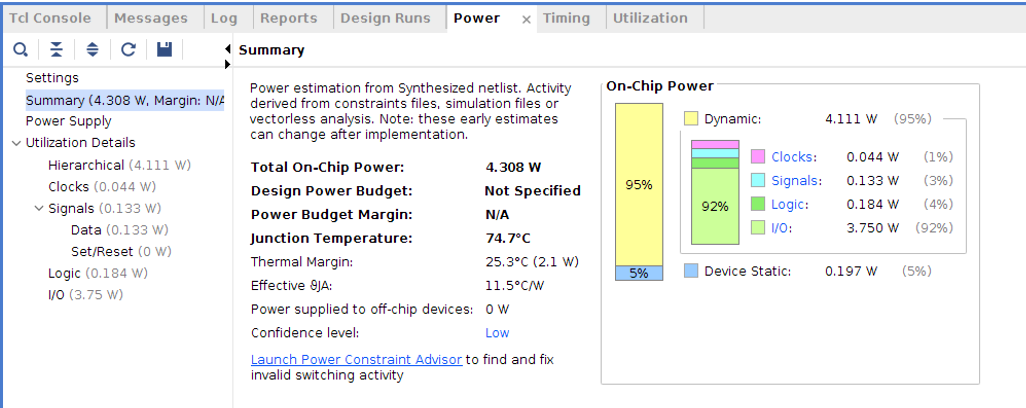 Tcl Console Messages Log Reports Design Runs Power × Timing Utilization
Summary
Settings
Summary (4.308 W, Margin: N/A
Power Supply
Utilization Details
Hierarchical (4.111 W)
Clocks (0.044 W)
Signals (0.133 W)
Data (0.133 W)
Set/Reset (0 W)
Logic (0.184 W)
I/O (3.75 W)
Power estimation from Synthesized netlist. Activity
derived from constraints files, simulation files or
vectorless analysis. Note: these early estimates
can change after implementation.
Total On-Chip Power: 4.308 W
Design Power Budget: Not Specified
Power Budget Margin: N/A
Junction Temperature: 74.7°C
Thermal Margin: 25.3°C (2.1 W)
Effective ϑJA: 11.5°C/W
Power supplied to off-chip devices: 0 W
Confidence level: Low
Launch Power Constraint Advisor to find and fix
invalid switching activity
On-Chip Power
95%
5%
Dynamic: 4.111 W (95%)
92%
Clocks: 0.044 W (1%)
Signals: 0.133 W (3%)
Logic: 0.184 W (4%)
I/O: 3.750 W (92%)
Device Static: 0.197 W (5%)